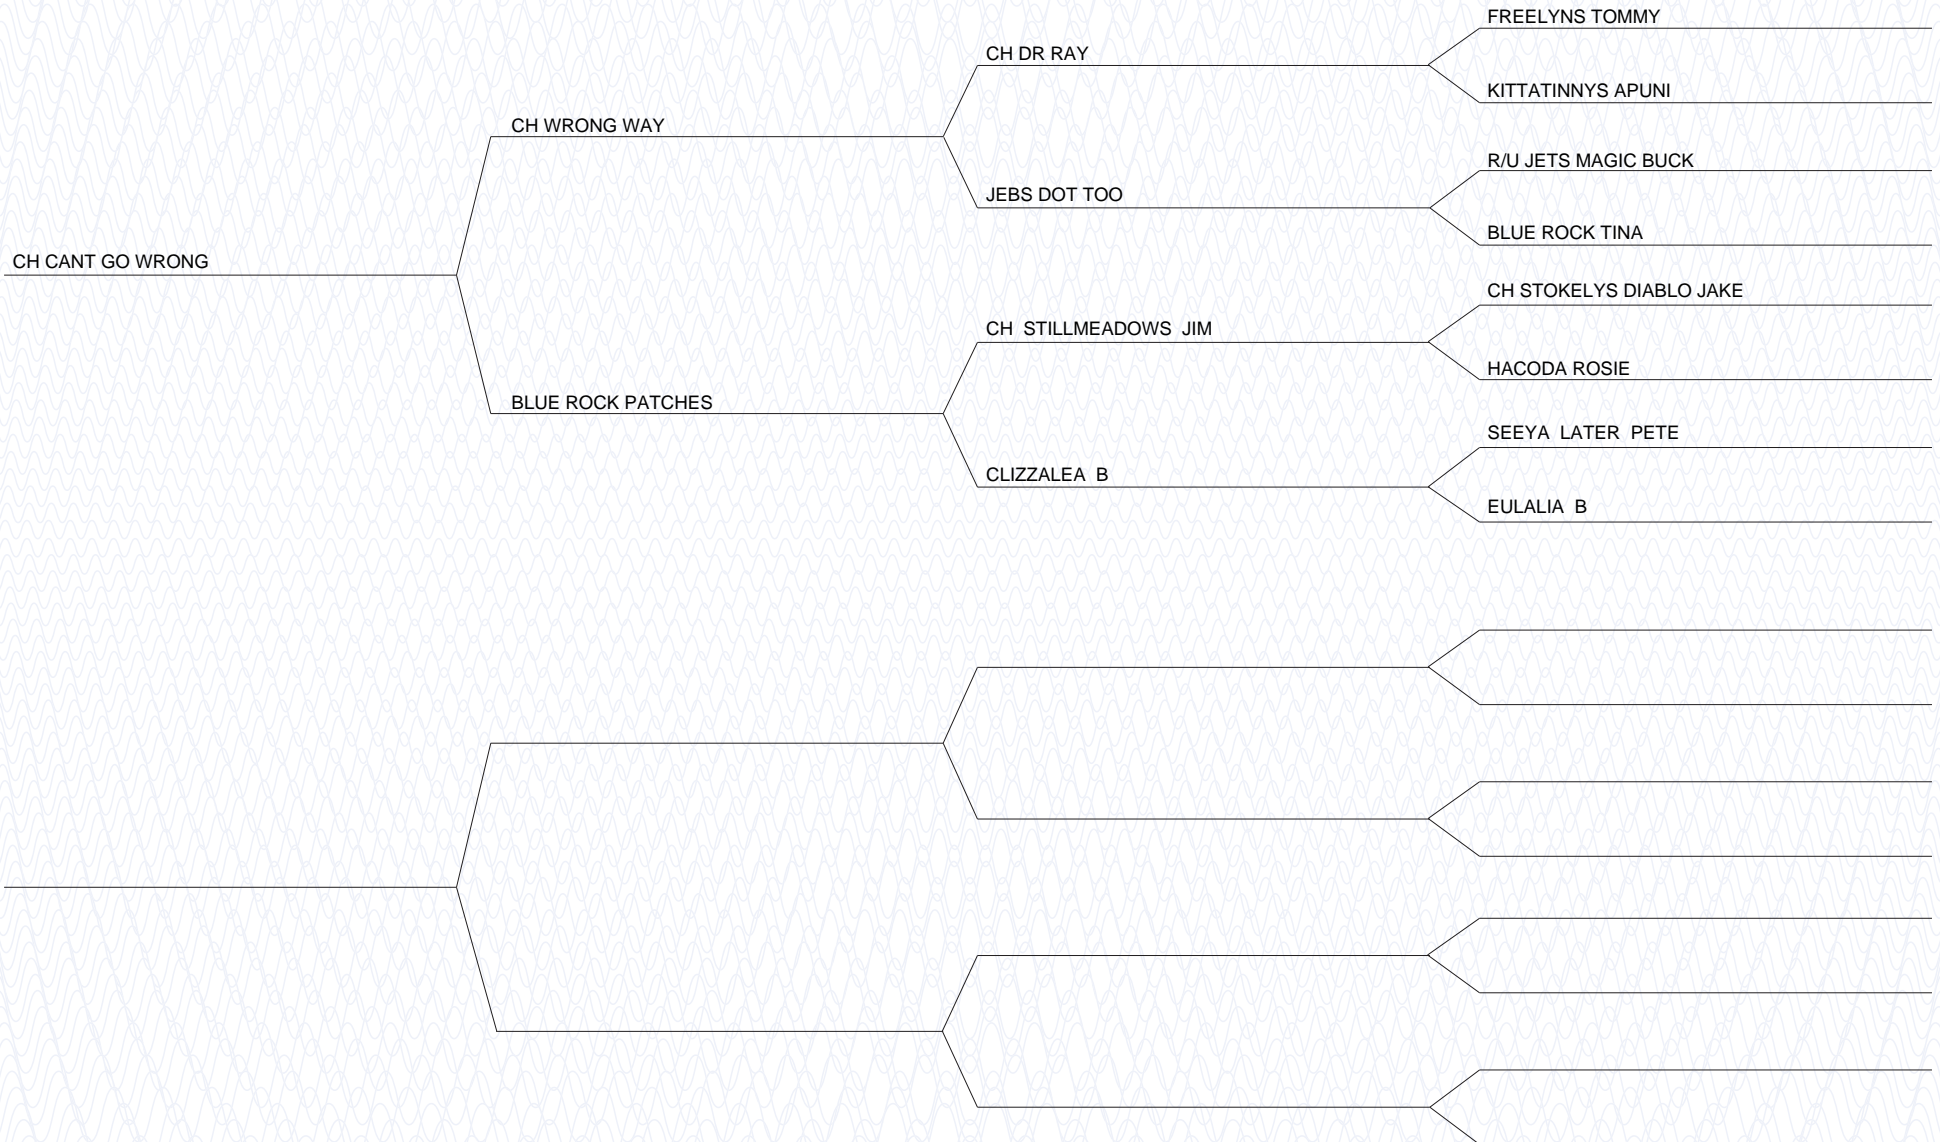 FREELYNS TOMMY
CH DR RAY
KITTATINNYS APUNI
CH WRONG WAY
R/U JETS MAGIC BUCK
JEBS DOT TOO
BLUE ROCK TINA
CH CANT GO WRONG
CH STOKELYS DIABLO JAKE
CH  STILLMEADOWS  JIM
HACODA ROSIE
BLUE ROCK PATCHES
SEEYA  LATER  PETE
CLIZZALEA  B
EULALIA  B